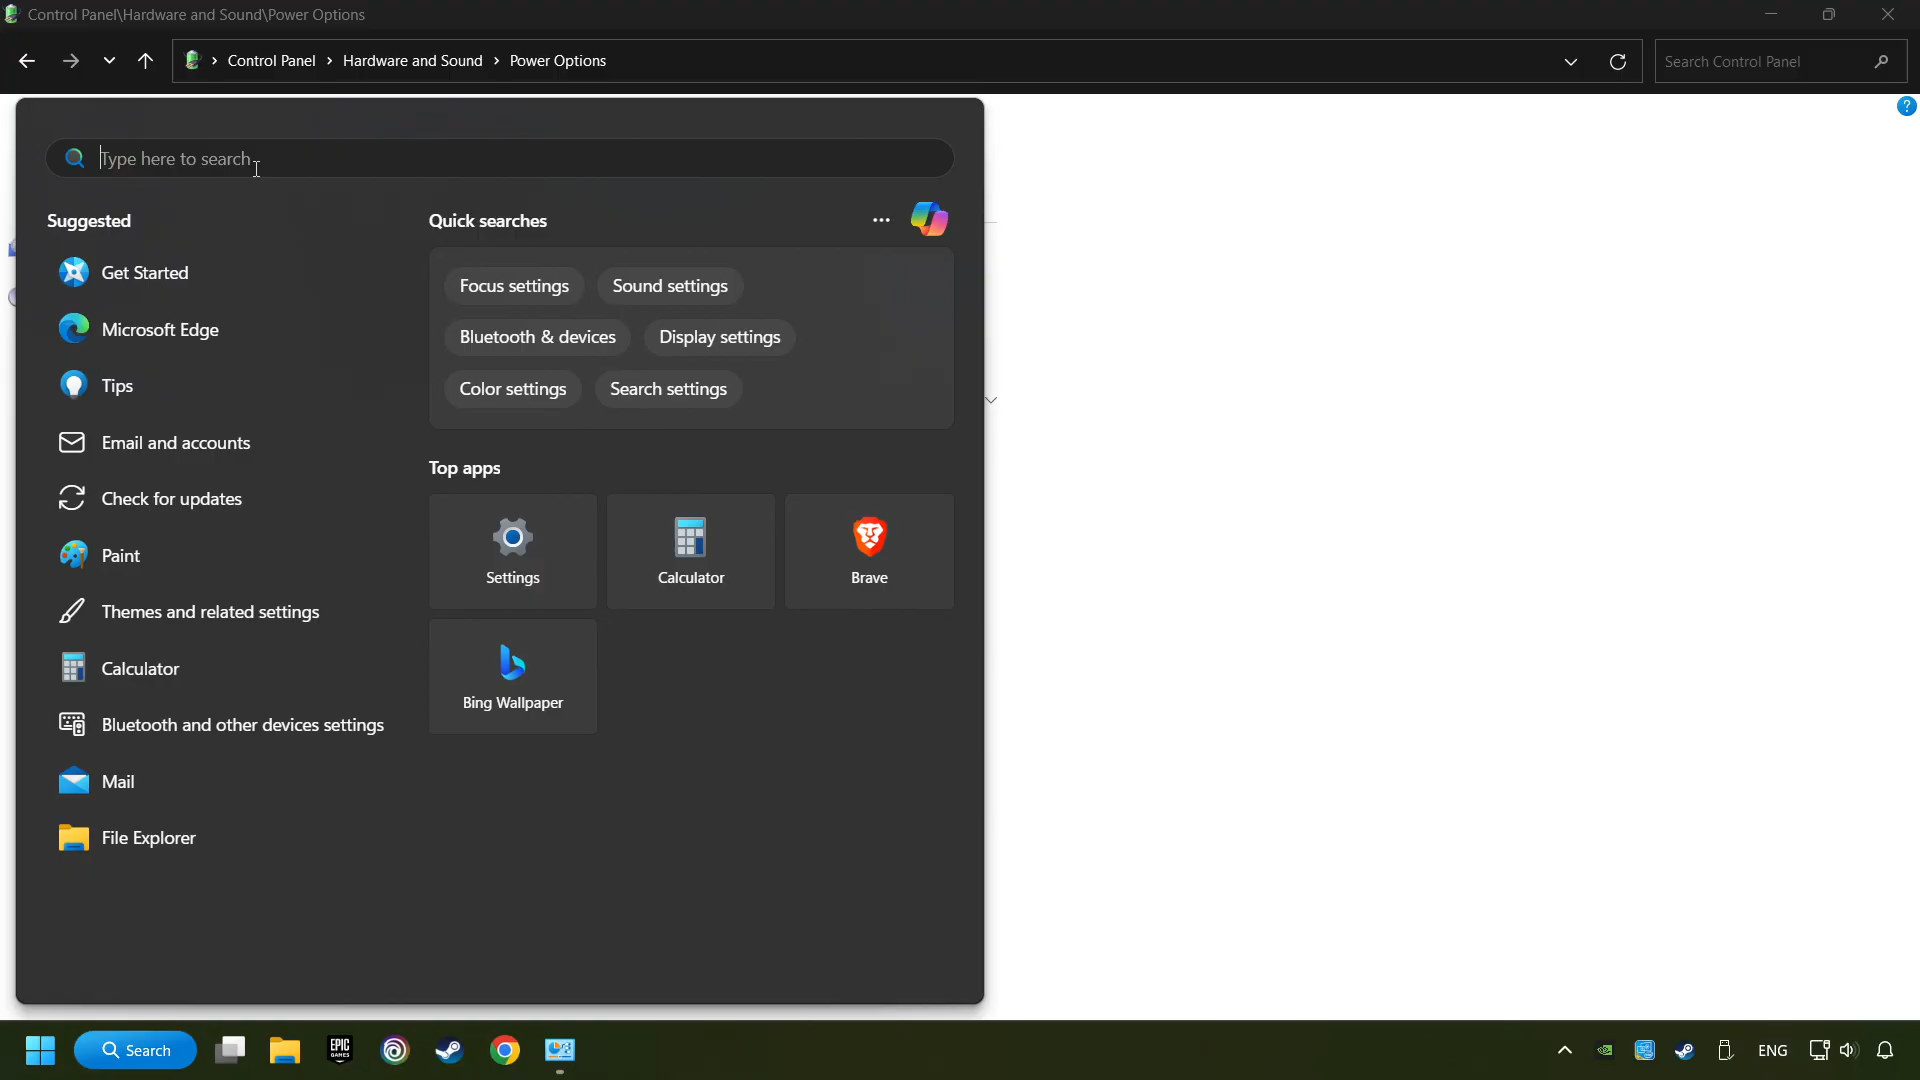 Control Panel\Hardware and Sound\Power Options
Control Panel › Hardware and Sound › Power Options
Search Control Panel
Type here to search
Suggested
Get Started
Microsoft Edge
Tips
Email and accounts
Check for updates
Paint
Themes and related settings
Calculator
Bluetooth and other devices settings
Mail
File Explorer
Quick searches
Focus settings
Sound settings
Bluetooth & devices
Display settings
Color settings
Search settings
Top apps
Settings
Calculator
Brave
Bing Wallpaper
Search
EPIC
GAMES
ENG